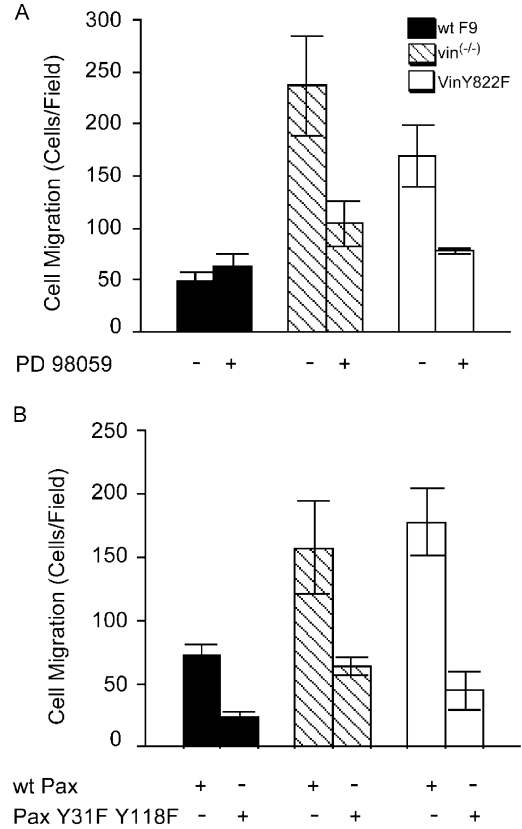 A
wt F9
vin(-/-)
VinY822F
Cell Migration (Cells/Field)
300
250
200
150
100
50
0
PD 98059 - + - + - +
B
Cell Migration (Cells/Field)
250
200
150
100
50
0
wt Pax + - + - + -
Pax Y31F Y118F - + - + - +